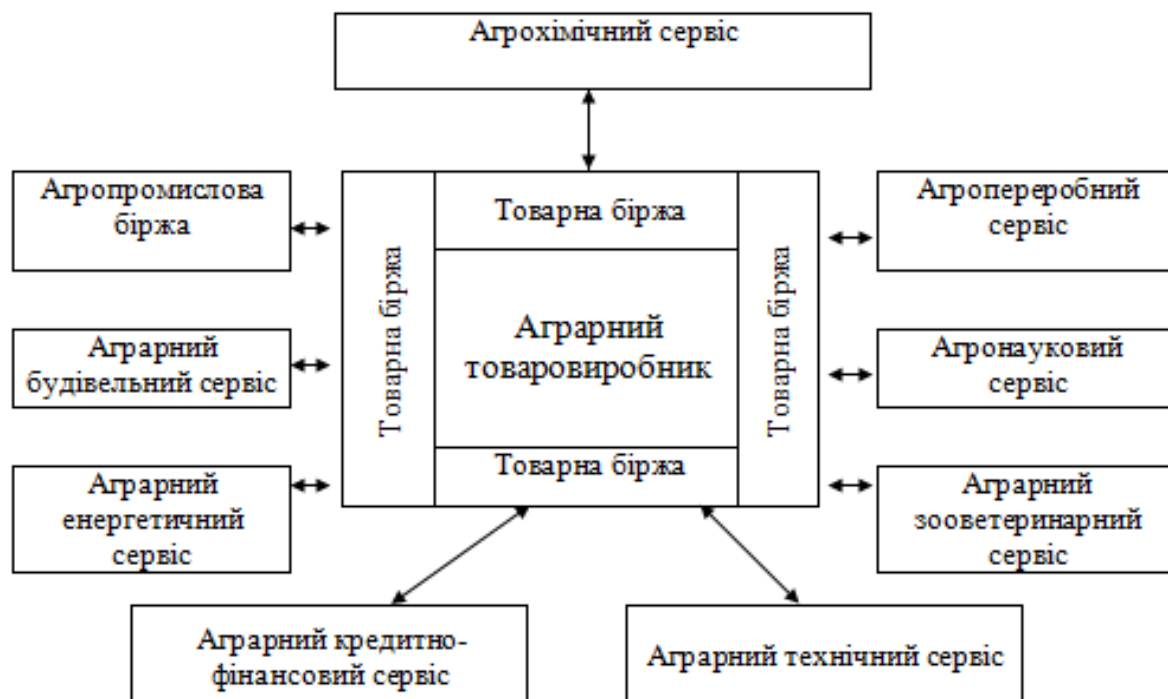 Агрохімічний сервіс
Агропромислова
біржа
Товарна біржа
Агропереробний
сервіс
Товарна біржа
Аграрний
товаровиробник
Товарна біржа
Аграрний
будівельний сервіс
Агронауковий
сервіс
Товарна біржа
Аграрний
енергетичний
сервіс
Аграрний
зооветеринарний
сервіс
Аграрний кредитно-
фінансовий сервіс
Аграрний технічний сервіс